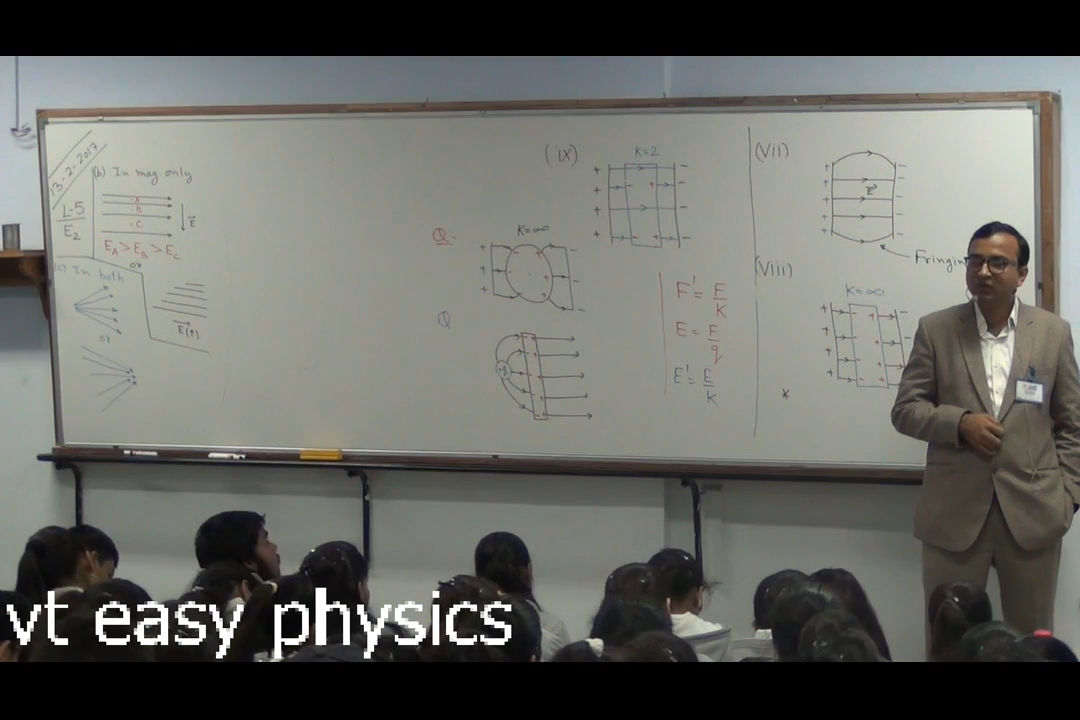 13-2-2017
L-5
E2
(b) In mag only
A
B
C
E⃗
EA > EB > EC
or
E⃗(↑)
(c) In both
or
(IX)
K=2
Q.
K=∞
Q
+q
F' = F/K
E = F/q
E' = E/K
(VII)
E⃗
Fringin
(Viii)
K=∞
*
vt easy physics